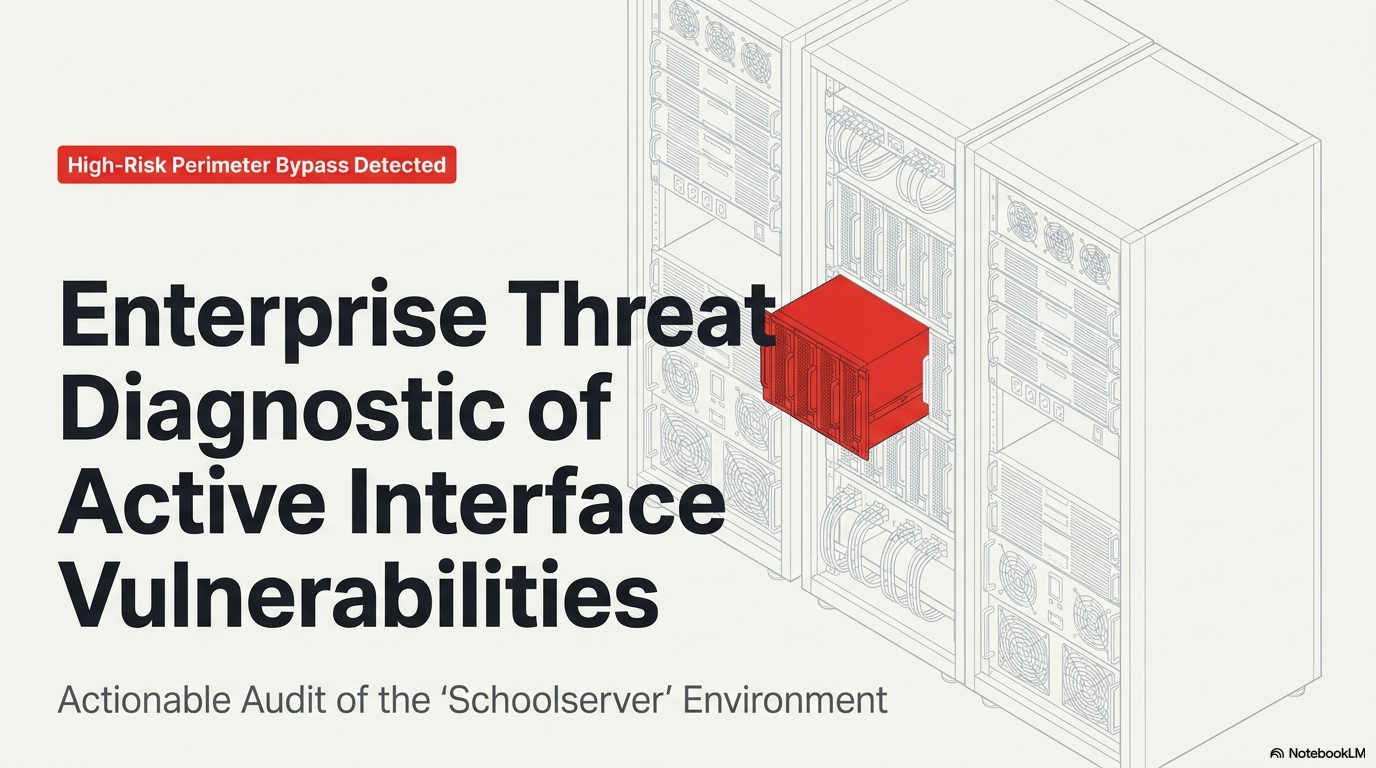 High-Risk Perimeter Bypass Detected
Enterprise Threat
Diagnostic of
Active Interface
Vulnerabilities
Actionable Audit of the ‘Schoolserver’ Environment
NotebookLM